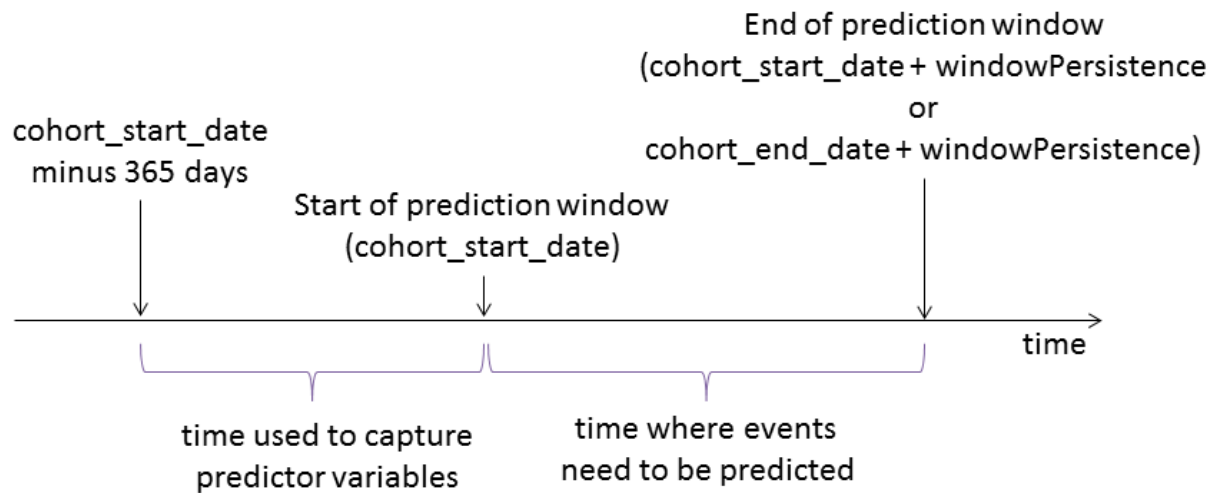 End of prediction window
(cohort_start_date + windowPersistence
or
cohort_end_date + windowPersistence)
cohort_start_date
minus 365 days
Start of prediction window
(cohort_start_date)
time
time used to capture
predictor variables
time where events
need to be predicted